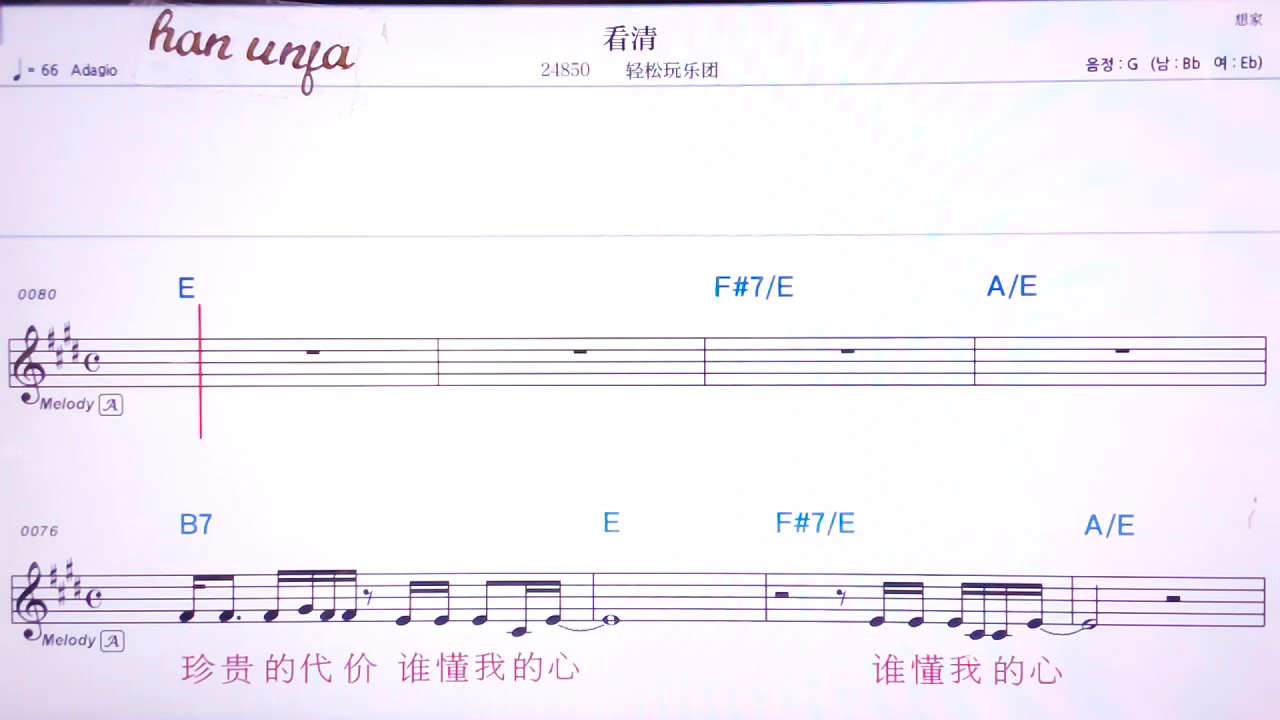 han unfa
看清
想家
♩= 66 Adagio
24850 轻松玩乐团
음정 : G (남 : Bb 여 : Eb)
E F#7/E A/E
0080
Melody A
B7 E F#7/E A/E
0076
Melody A
珍贵的代价 谁懂我的心 谁懂我的心